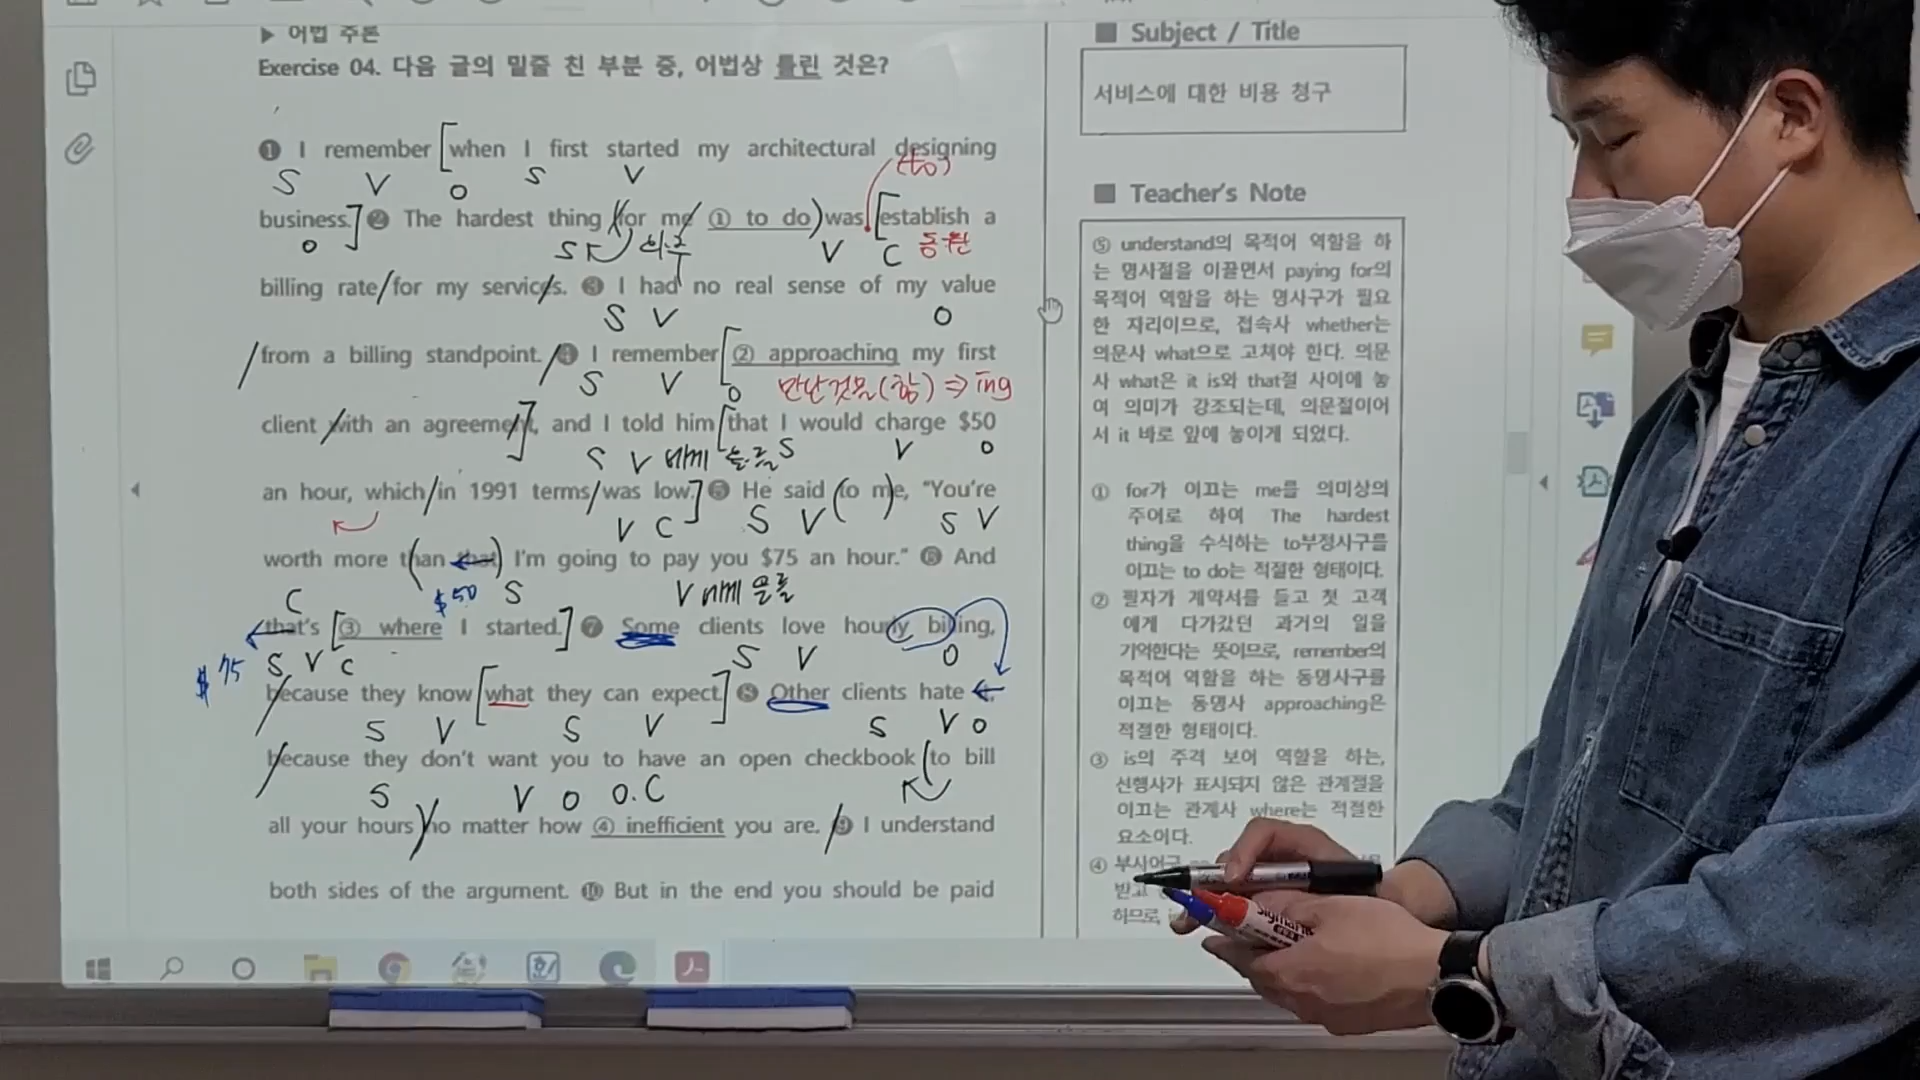 ▶ 어법 주론
Exercise 04. 다음 글의 밑줄 친 부분 중, 어법상 틀린 것은?
❶ I remember [when I first started my architectural designing
S V O S V (to)
business.] ❷ The hardest thing (for me ① to do) was [establish a
O S 의.주 V C 동.원
billing rate/for my services. ❸ I had no real sense of my value
S V O
/from a billing standpoint. ❹ I remember [② approaching my first
S V O 만난것을(함) ⇒ ing
client with an agreement], and I told him [that I would charge $50
S V 에게 을.를 S V O
an hour, which/in 1991 terms/was low.] ❺ He said (to me, "You're
V C S V S V
worth more than that) I'm going to pay you $75 an hour." ❻ And
C $50 S V 에게 을를
that's [③ where I started.] ❼ Some clients love hourly billing,
$75 S V C S V O
because they know [what they can expect.] ❽ Other clients hate
S V S V S V O
because they don't want you to have an open checkbook (to bill
S V O O.C
all your hours) no matter how ④ inefficient you are. ❾ I understand
both sides of the argument. ❿ But in the end you should be paid
■ Subject / Title
서비스에 대한 비용 청구
■ Teacher's Note
⑤ understand의 목적어 역할을 하
는 명사절을 이끌면서 paying for의
목적어 역할을 하는 명사구가 필요
한 자리이므로, 접속사 whether는
의문사 what으로 고쳐야 한다. 의문
사 what은 it is와 that절 사이에 놓
여 의미가 강조되는데, 의문절이어
서 it 바로 앞에 놓이게 되었다.
① for가 이끄는 me를 의미상의
주어로 하여 The hardest
thing을 수식하는 to부정사구를
이끄는 to do는 적절한 형태이다.
② 필자가 계약서를 들고 첫 고객
에게 다가갔던 과거의 일을
기억한다는 뜻이므로, remember의
목적어 역할을 하는 동명사구를
이끄는 동명사 approaching은
적절한 형태이다.
③ is의 주격 보어 역할을 하는,
선행사가 표시되지 않은 관계절을
이끄는 관계사 where는 적절한
요소이다.
④ 부사어구
받고
하므로,